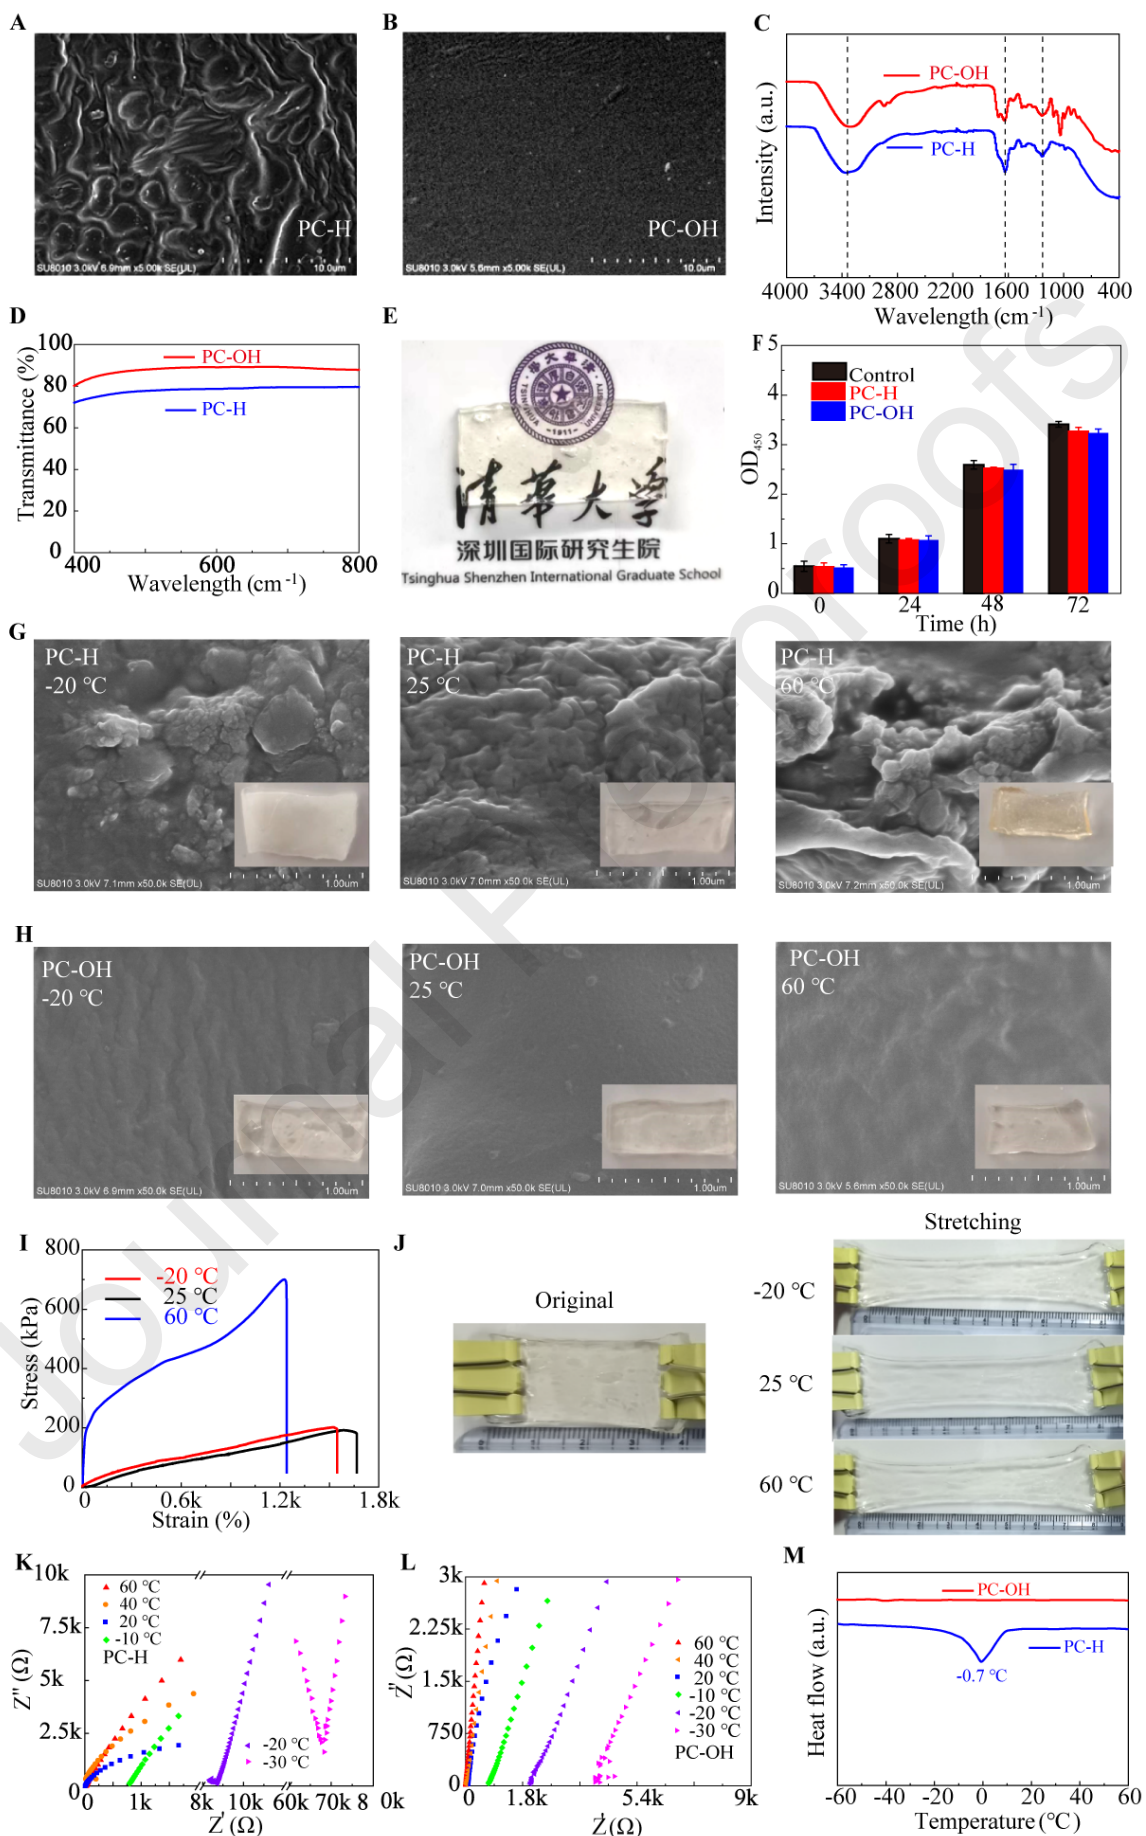 A
PC-H
SU8010 3.0kV 6.9mm x5.00k SE(UL)
10.0um
B
PC-OH
SU8010 3.0kV 5.6mm x5.00k SE(UL)
10.0um
C
PC-OH
PC-H
Intensity (a.u.)
4000 3400 2800 2200 1600 1000 400
Wavelength (cm⁻¹)
D
100
80
60
40
20
0
PC-OH
PC-H
Transmittance (%)
400 600 800
Wavelength (cm⁻¹)
E
清华大学
TSINGHUA UNIVERSITY
-1911-
清華大学
深圳国际研究生院
Tsinghua Shenzhen International Graduate School
F
5
4
3
2
1
0
Control
PC-H
PC-OH
OD₄₅₀
0 24 48 72
Time (h)
G
PC-H
-20 °C
SU8010 3.0kV 7.1mm x50.0k SE(UL)
1.00um
PC-H
25 °C
SU8010 3.0kV 7.0mm x50.0k SE(UL)
1.00um
PC-H
60 °C
SU8010 3.0kV 7.2mm x50.0k SE(UL)
1.00um
H
PC-OH
-20 °C
SU8010 3.0kV 6.9mm x50.0k SE(UL)
1.00um
PC-OH
25 °C
SU8010 3.0kV 7.0mm x50.0k SE(UL)
1.00um
PC-OH
60 °C
SU8010 3.0kV 5.6mm x50.0k SE(UL)
1.00um
I
800
600
400
200
0
-20 °C
25 °C
60 °C
Stress (kPa)
0 0.6k 1.2k 1.8k
Strain (%)
J
Original
Stretching
-20 °C
25 °C
60 °C
K
10k
7.5k
5k
2.5k
0
60 °C
40 °C
20 °C
-10 °C
PC-H
-20 °C
-30 °C
Z'' (Ω)
0 1k 8k 10k 60k 70k 8 0k
Z' (Ω)
L
3k
2.25k
1.5k
750
0
60 °C
40 °C
20 °C
-10 °C
-20 °C
-30 °C
PC-OH
Z'' (Ω)
0 1.8k 5.4k 9k
Z' (Ω)
M
PC-OH
PC-H
-0.7 °C
Heat flow (a.u.)
-60 -40 -20 0 20 40 60
Temperature (°C)
Journal Pre-proofs